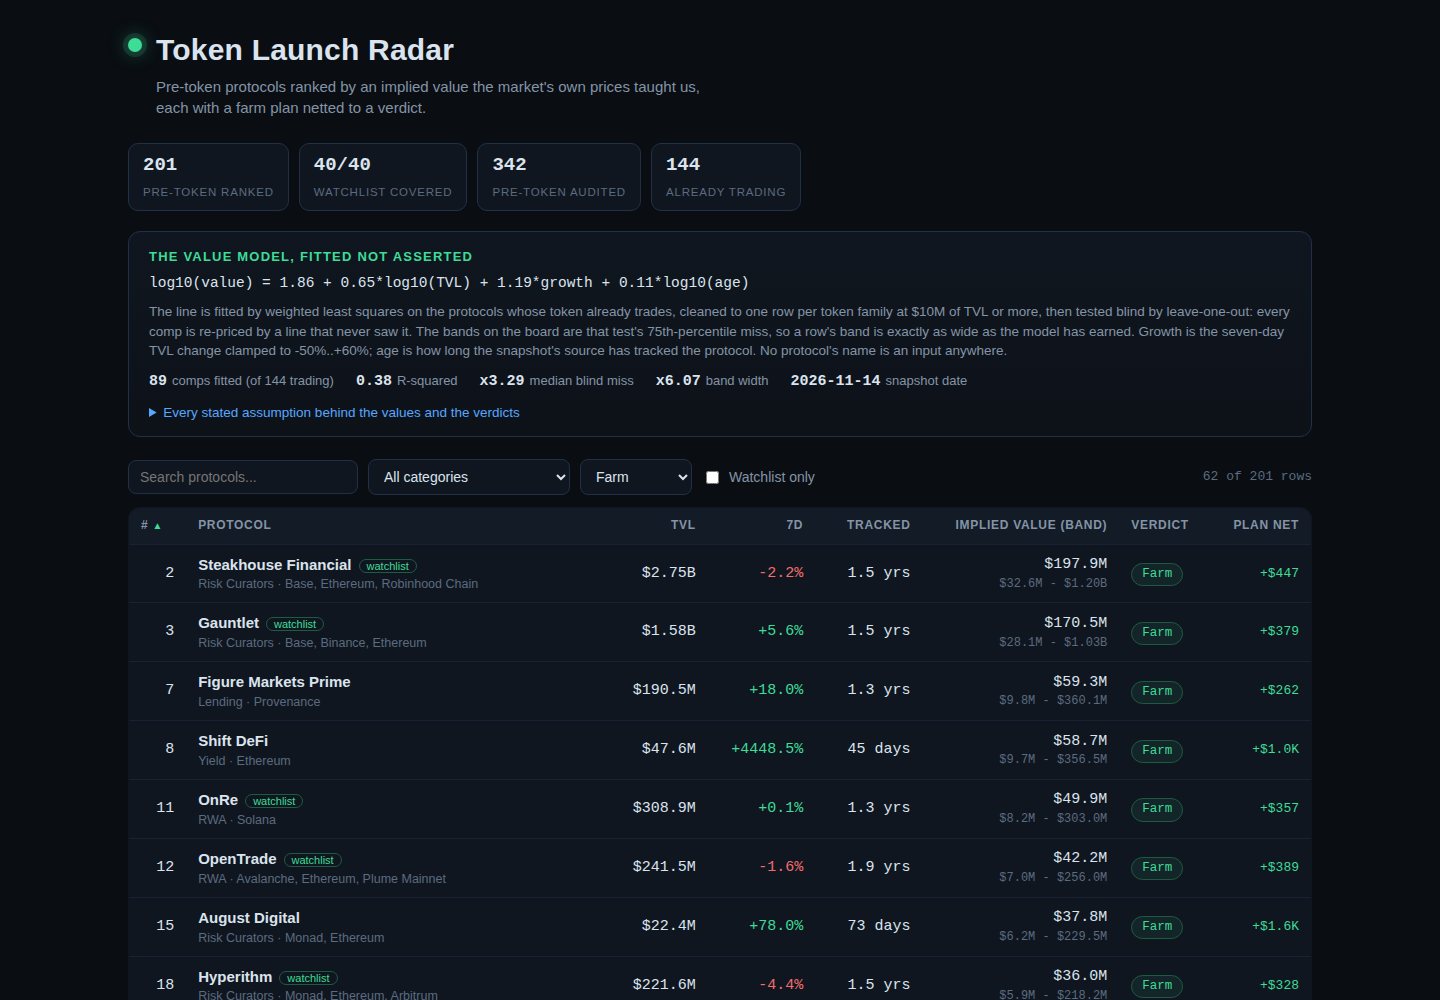 Token Launch Radar
Pre-token protocols ranked by an implied value the market's own prices taught us,
each with a farm plan netted to a verdict.
201
PRE-TOKEN RANKED
40/40
WATCHLIST COVERED
342
PRE-TOKEN AUDITED
144
ALREADY TRADING
THE VALUE MODEL, FITTED NOT ASSERTED
log10(value) = 1.86 + 0.65*log10(TVL) + 1.19*growth + 0.11*log10(age)
The line is fitted by weighted least squares on the protocols whose token already trades, cleaned to one row per token family at $10M of TVL or more, then tested blind by leave-one-out: every
comp is re-priced by a line that never saw it. The bands on the board are that test's 75th-percentile miss, so a row's band is exactly as wide as the model has earned. Growth is the seven-day
TVL change clamped to -50%..+60%; age is how long the snapshot's source has tracked the protocol. No protocol's name is an input anywhere.
89 comps fitted (of 144 trading) 0.38 R-squared x3.29 median blind miss x6.07 band width 2026-11-14 snapshot date
▶ Every stated assumption behind the values and the verdicts
Search protocols... All categories Farm Watchlist only 62 of 201 rows
# ▲ PROTOCOL TVL 7D TRACKED IMPLIED VALUE (BAND) VERDICT PLAN NET
2 Steakhouse Financial watchlist $2.75B -2.2% 1.5 yrs $197.9M Farm +$447
Risk Curators · Base, Ethereum, Robinhood Chain $32.6M - $1.20B
3 Gauntlet watchlist $1.58B +5.6% 1.5 yrs $170.5M Farm +$379
Risk Curators · Base, Binance, Ethereum $28.1M - $1.03B
7 Figure Markets Prime $190.5M +18.0% 1.3 yrs $59.3M Farm +$262
Lending · Provenance $9.8M - $360.1M
8 Shift DeFi $47.6M +4448.5% 45 days $58.7M Farm +$1.0K
Yield · Ethereum $9.7M - $356.5M
11 OnRe watchlist $308.9M +0.1% 1.3 yrs $49.9M Farm +$357
RWA · Solana $8.2M - $303.0M
12 OpenTrade watchlist $241.5M -1.6% 1.9 yrs $42.2M Farm +$389
RWA · Avalanche, Ethereum, Plume Mainnet $7.0M - $256.0M
15 August Digital $22.4M +78.0% 73 days $37.8M Farm +$1.6K
Risk Curators · Monad, Ethereum $6.2M - $229.5M
18 Hyperithm watchlist $221.6M -4.4% 1.5 yrs $36.0M Farm +$328
Risk Curators · Monad, Ethereum, Arbitrum $5.9M - $218.2M